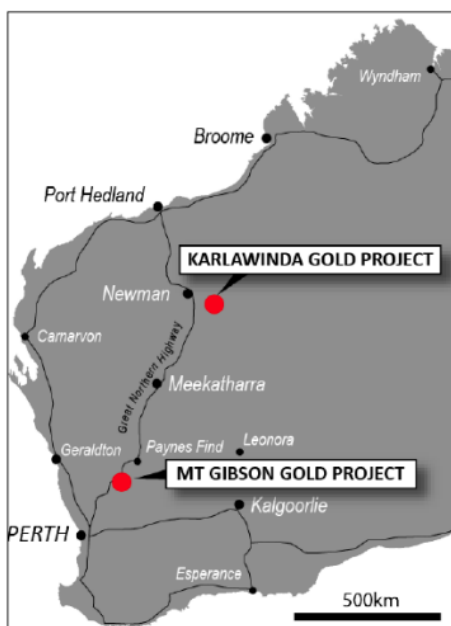 Wyndham
Broome
Port Hedland
KARLAWINDA GOLD PROJECT
Newman
Great Northern Highway
Carnarvon
Meekatharra
Geraldton
Paynes Find
Leonora
MT GIBSON GOLD PROJECT
Kalgoorlie
PERTH
Esperance
500km